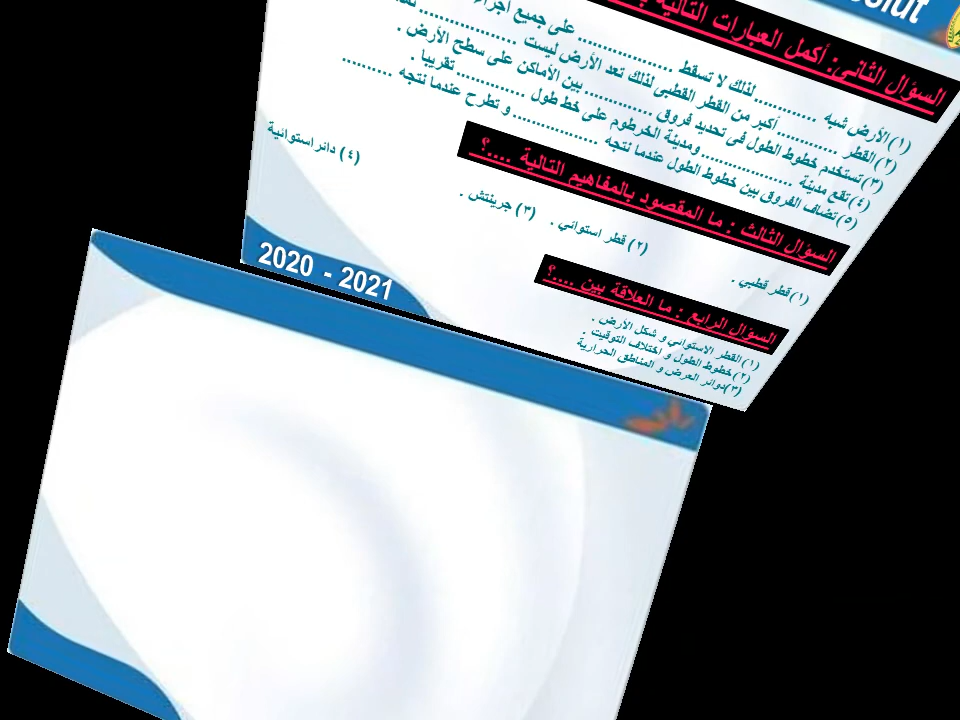 السؤال الثاني: أكمل العبارات التالية
(١) الأرض شبه ............. لذلك لا تسقط .................... على جميع أجزاء
(٢) القطر ............ أكبر من القطر القطبي لذلك تعد الأرض ليست ....................
(٣) تستخدم خطوط الطول فى تحديد فروق ............. بين الأماكن على سطح الأرض .
(٤) تقع مدينة .................. ومدينة الخرطوم على خط طول ............. تقريبا .
(٥) تضاف الفروق بين خطوط الطول عندما نتجه ................. و تطرح عندما نتجه ..........
السؤال الثالث : ما المقصود بالمفاهيم التالية ....؟
(١) قطر قطبي . (٢) قطر استوائي . (٣) جرينتش . (٤) دائر استوائية
السؤال الرابع : ما العلاقة بين ....؟
(١) القطر الاستوائي و شكل الأرض .
(٢) خطوط الطول و اختلاف التوقيت .
(٣) دوائر العرض و المناطق الحرارية
2020 - 2021